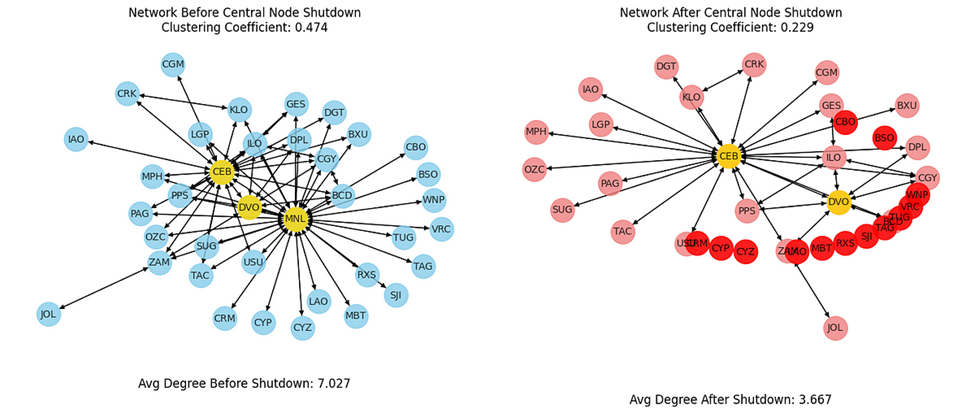 Network Before Central Node Shutdown
Clustering Coefficient: 0.474
CGM
CRK
KLO
GES
DGT
IAO
LGP
ILO
DPL
BXU
CBO
CGY
MPH
CEB
BSO
PPS
BCD
WNP
PAG
DVO
MNL
VRC
OZC
SUG
TUG
ZAM
TAC
USU
TAG
RXS
SJI
JOL
LAO
CRM
CYP
CYZ
MBT
Avg Degree Before Shutdown: 7.027
Network After Central Node Shutdown
Clustering Coefficient: 0.229
DGT
CRK
CGM
IAO
KLO
GES
BXU
CBO
MPH
LGP
BSO
CEB
ILO
DPL
OZC
CGY
PAG
WNP
SUG
PPS
DVO
VRC
TUG
BCD
TAC
TAG
SJI
CRM
CYP
CYZ
LAO
MBT
RXS
JOL
Avg Degree After Shutdown: 3.667